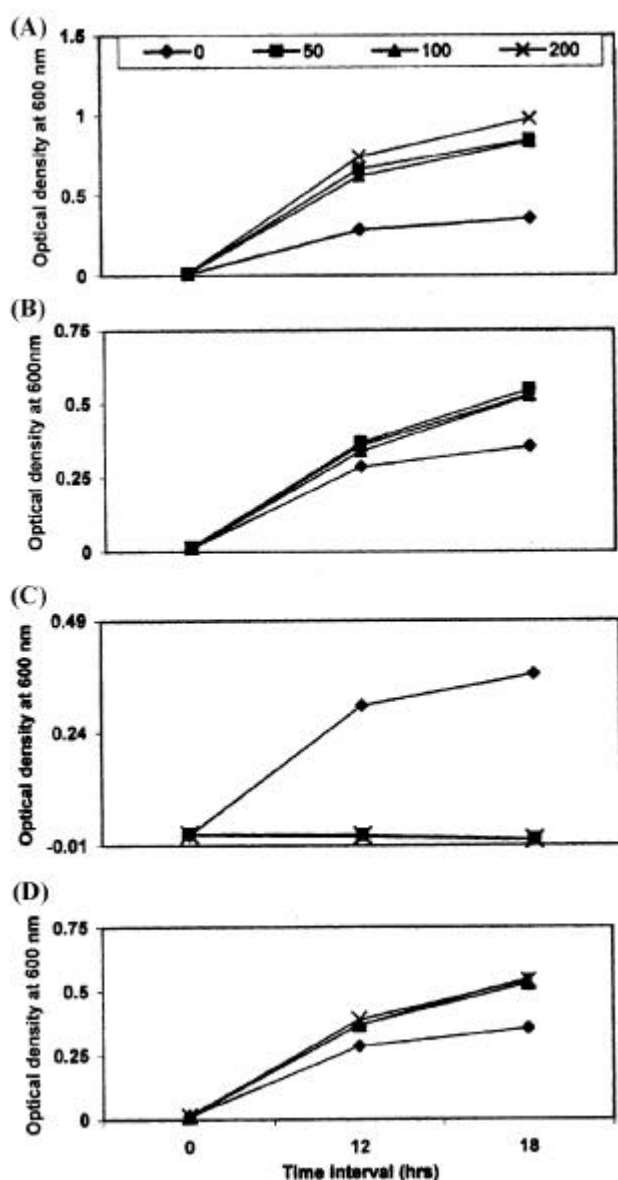 (A)
1.5
0 50 100 200
1
0.5
0
Optical density at 600 nm
(B)
0.75
0.5
0.25
0
Optical density at 600nm
(C)
0.49
0.24
-0.01
Optical density at 600 nm
(D)
0.75
0.5
0.25
0
Optical density at 600 nm
0 12 18
Time interval (hrs)